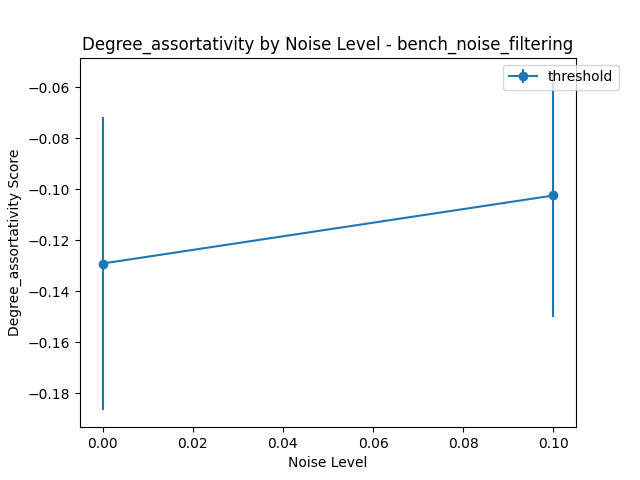 Degree_assortativity by Noise Level - bench_noise_filtering
threshold
Degree_assortativity Score
−0.06
−0.08
−0.10
−0.12
−0.14
−0.16
−0.18
0.00 0.02 0.04 0.06 0.08 0.10
Noise Level